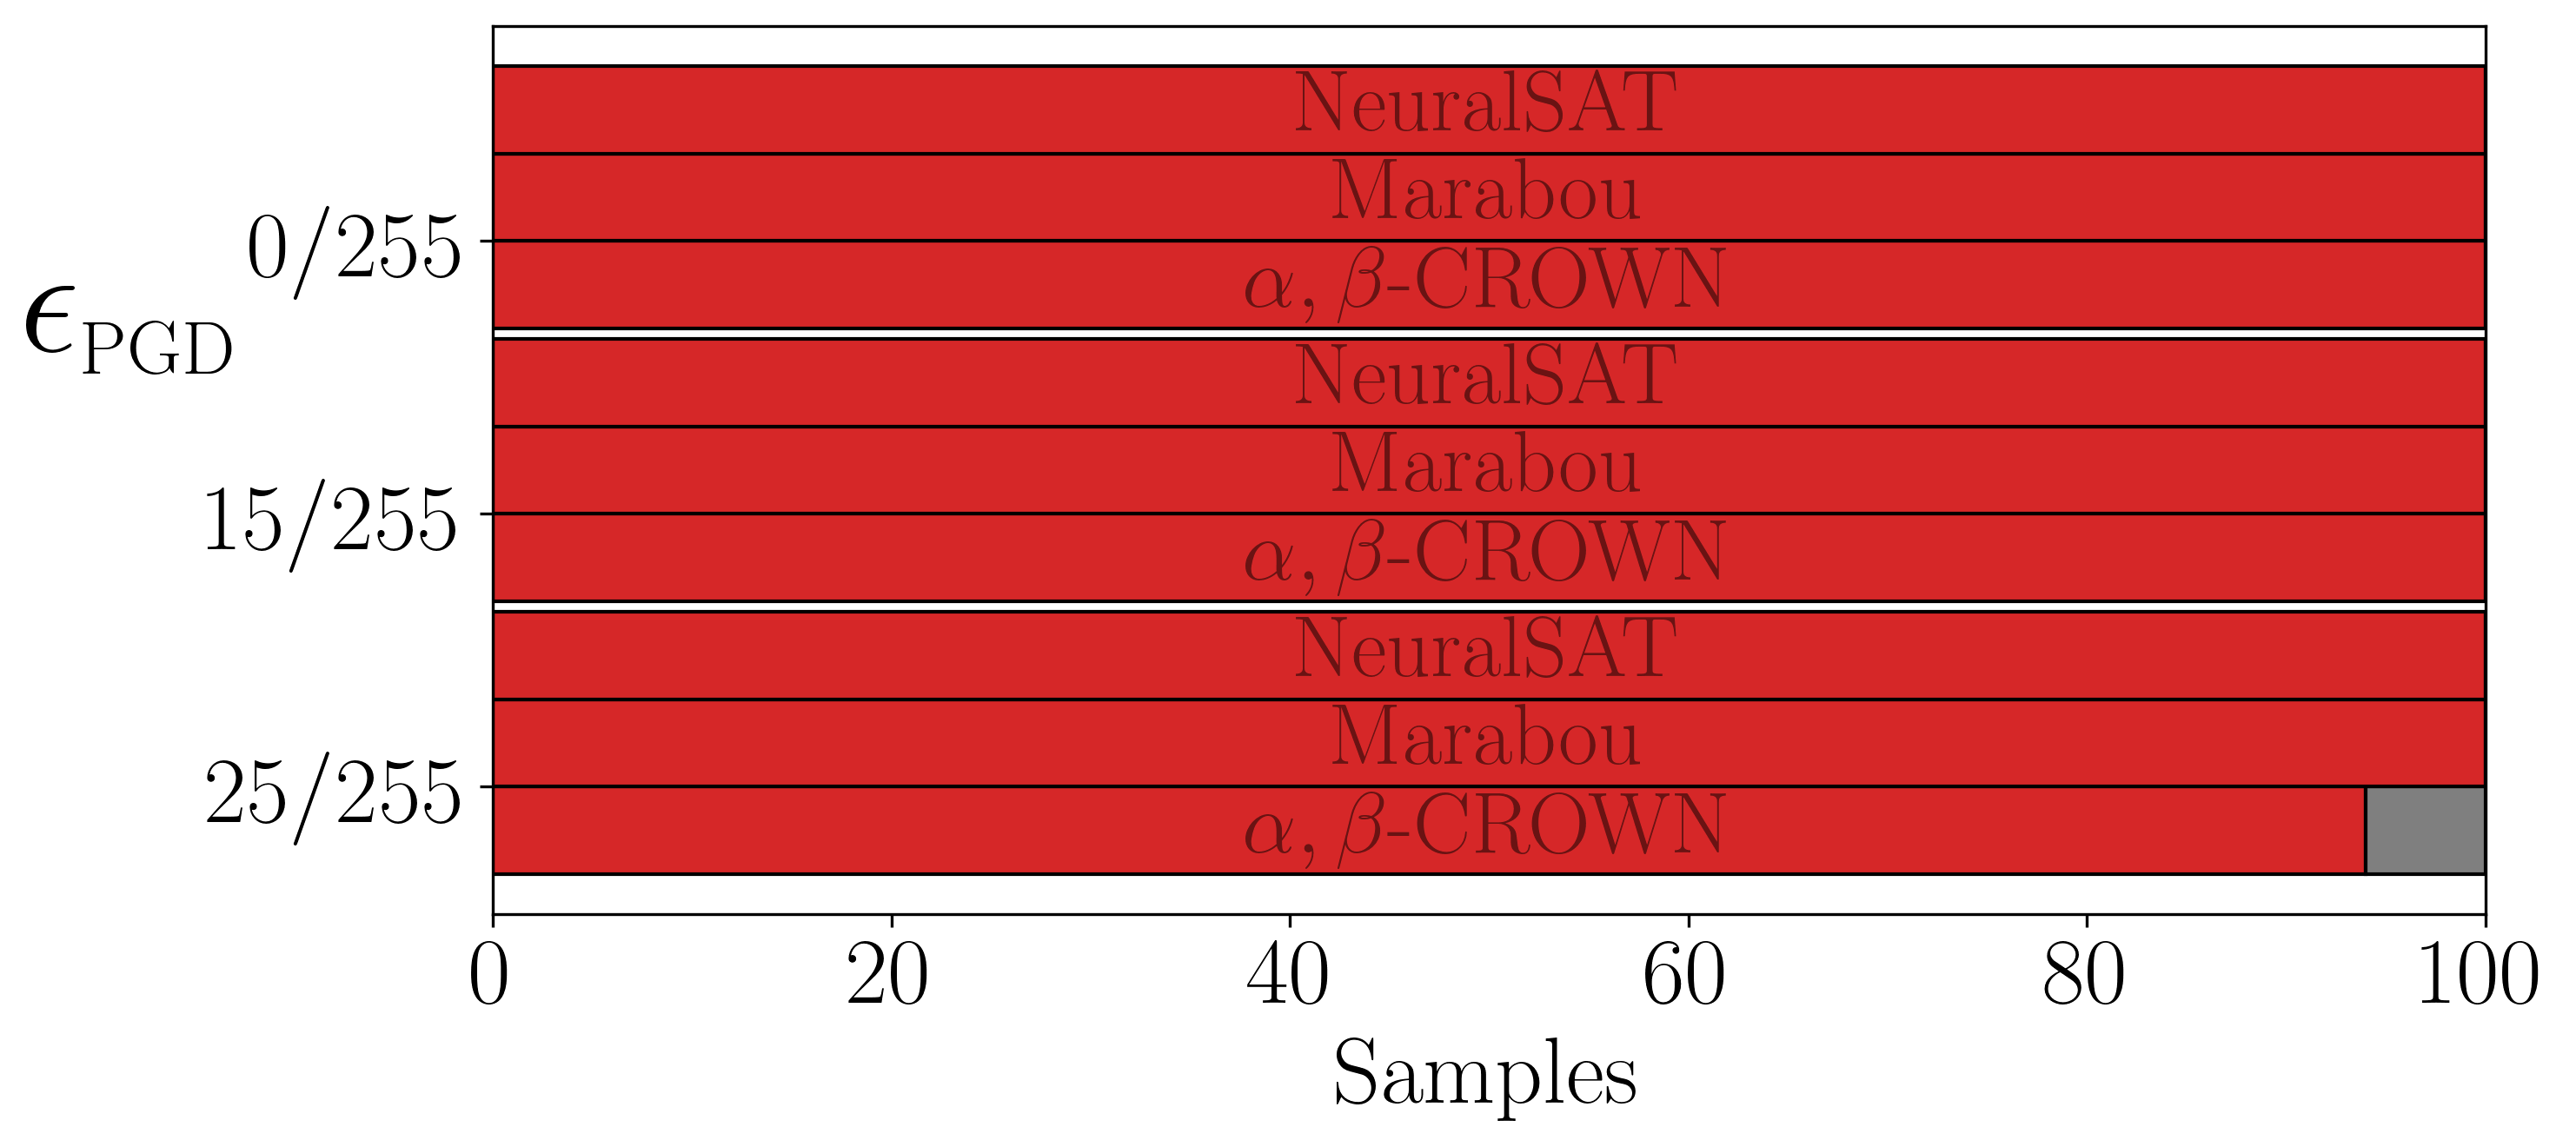 NeuralSAT
Marabou
0/255
α, β-CROWN
ϵPGD
NeuralSAT
Marabou
15/255
α, β-CROWN
NeuralSAT
Marabou
25/255
α, β-CROWN
0 20 40 60 80 100
Samples